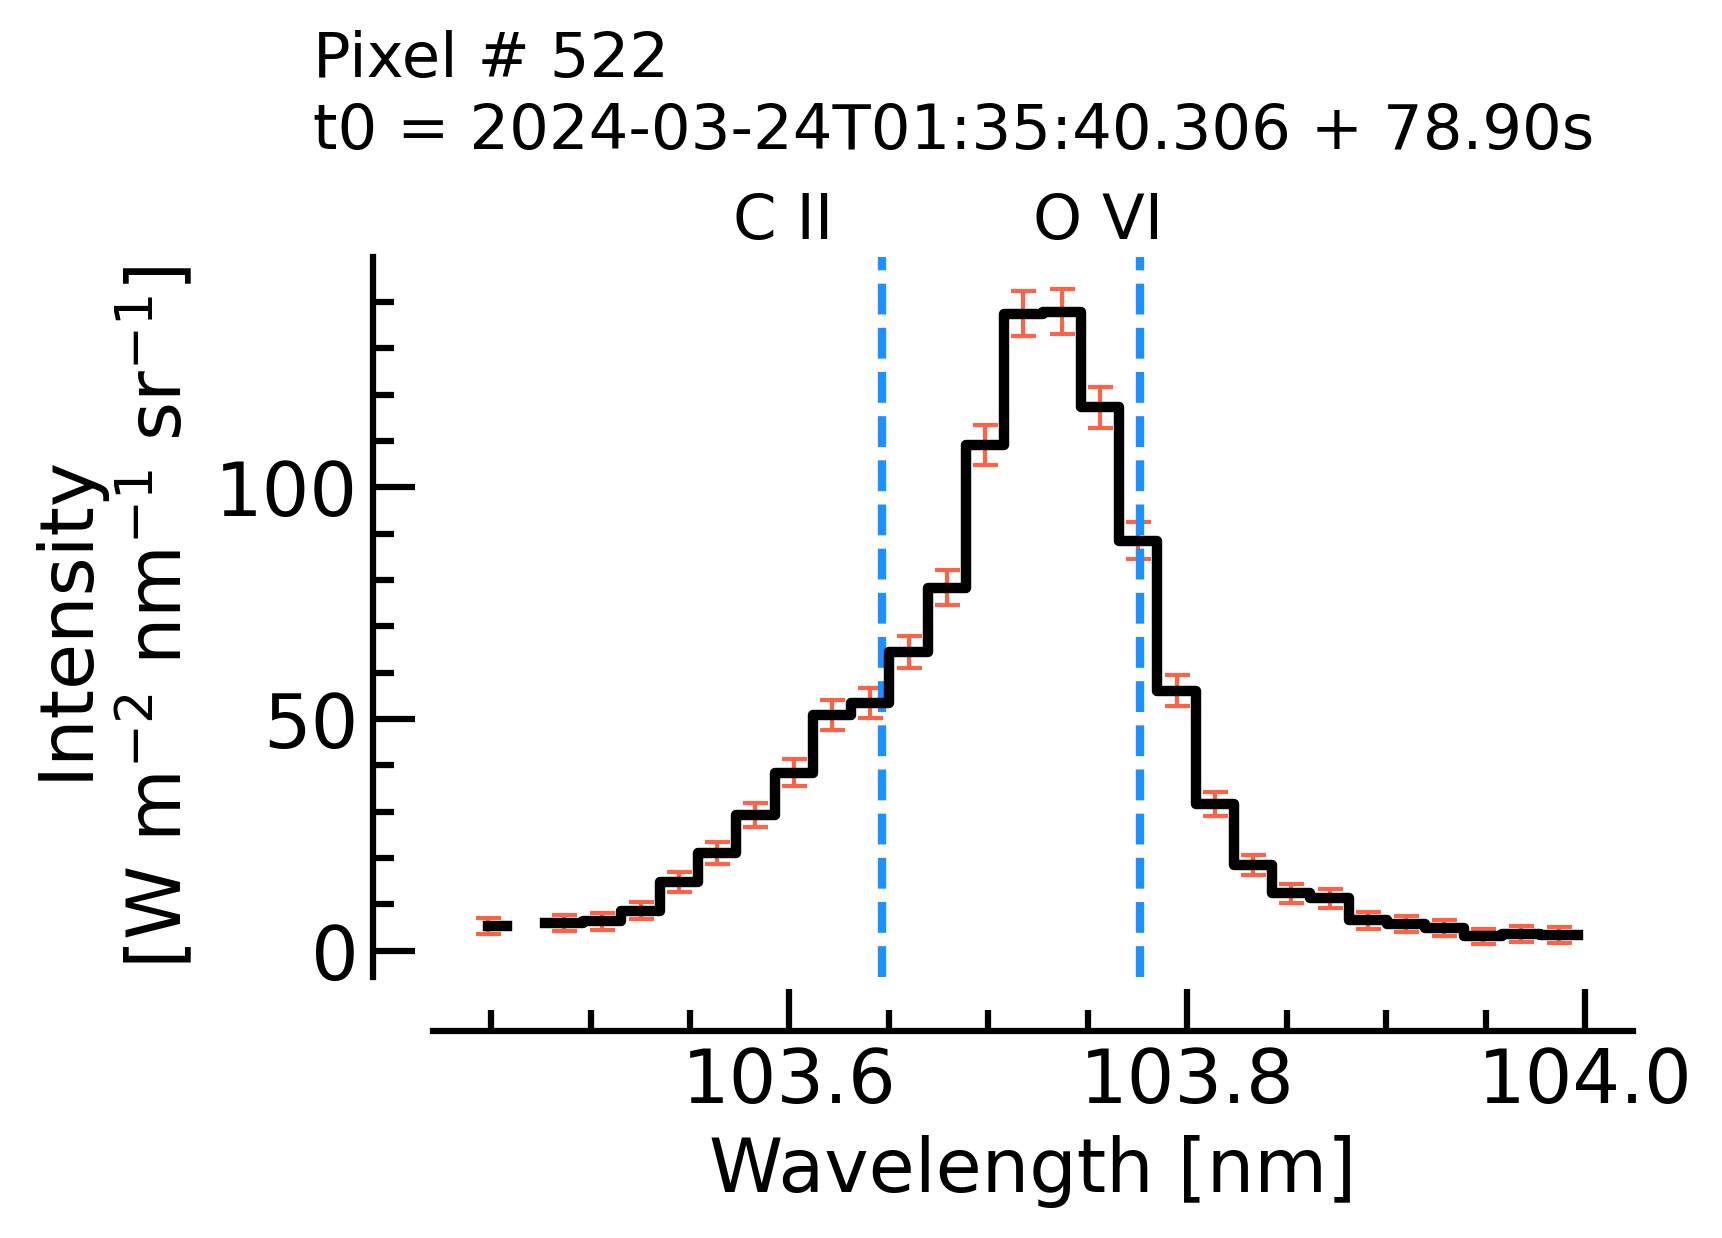 Pixel # 522
t0 = 2024-03-24T01:35:40.306 + 78.90s
C II O VI
Intensity
[W m⁻² nm⁻¹ sr⁻¹]
100
50
0
103.6 103.8 104.0
Wavelength [nm]